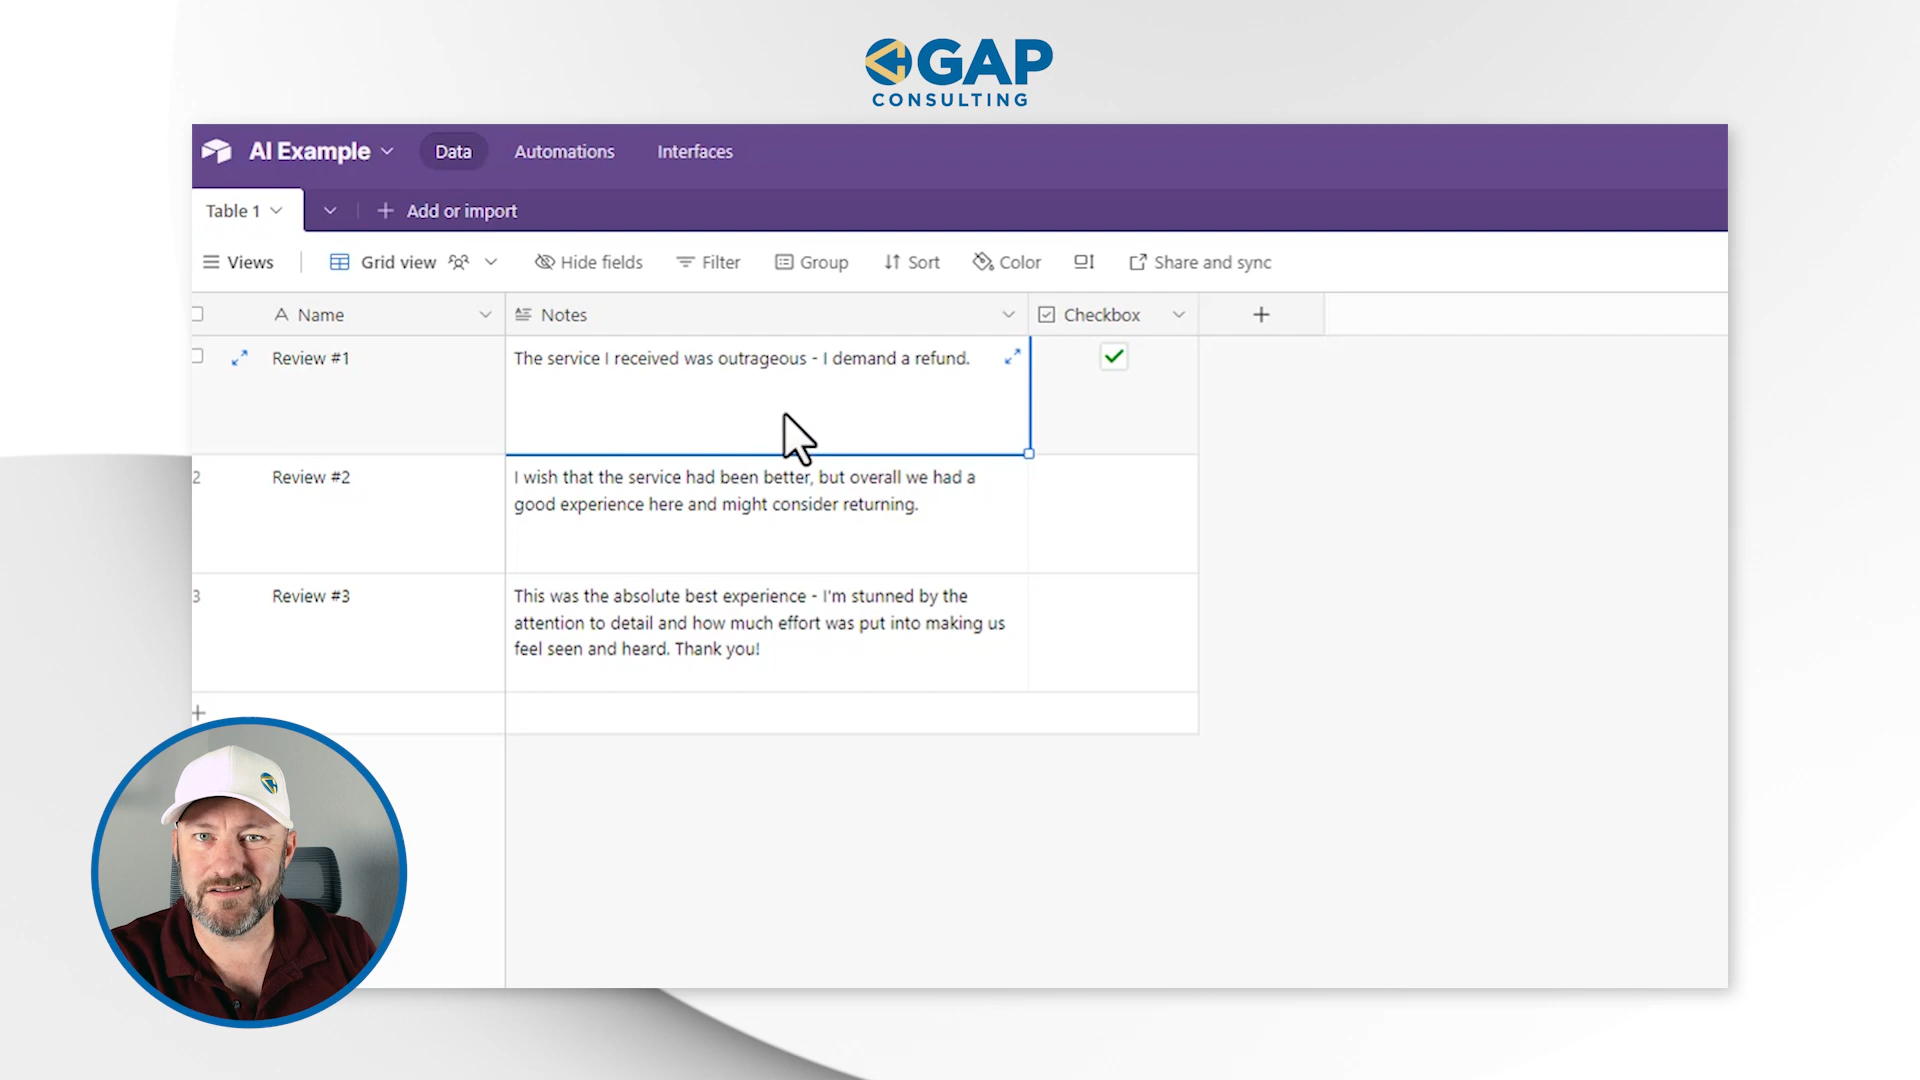 GAP
CONSULTING
AI Example Data Automations Interfaces
Table 1 Add or import
Views Grid view Hide fields Filter Group Sort Color Share and sync
Name Notes Checkbox
Review #1 The service I received was outrageous - I demand a refund.
2 Review #2 I wish that the service had been better, but overall we had a
good experience here and might consider returning.
3 Review #3 This was the absolute best experience - I'm stunned by the
attention to detail and how much effort was put into making us
feel seen and heard. Thank you!